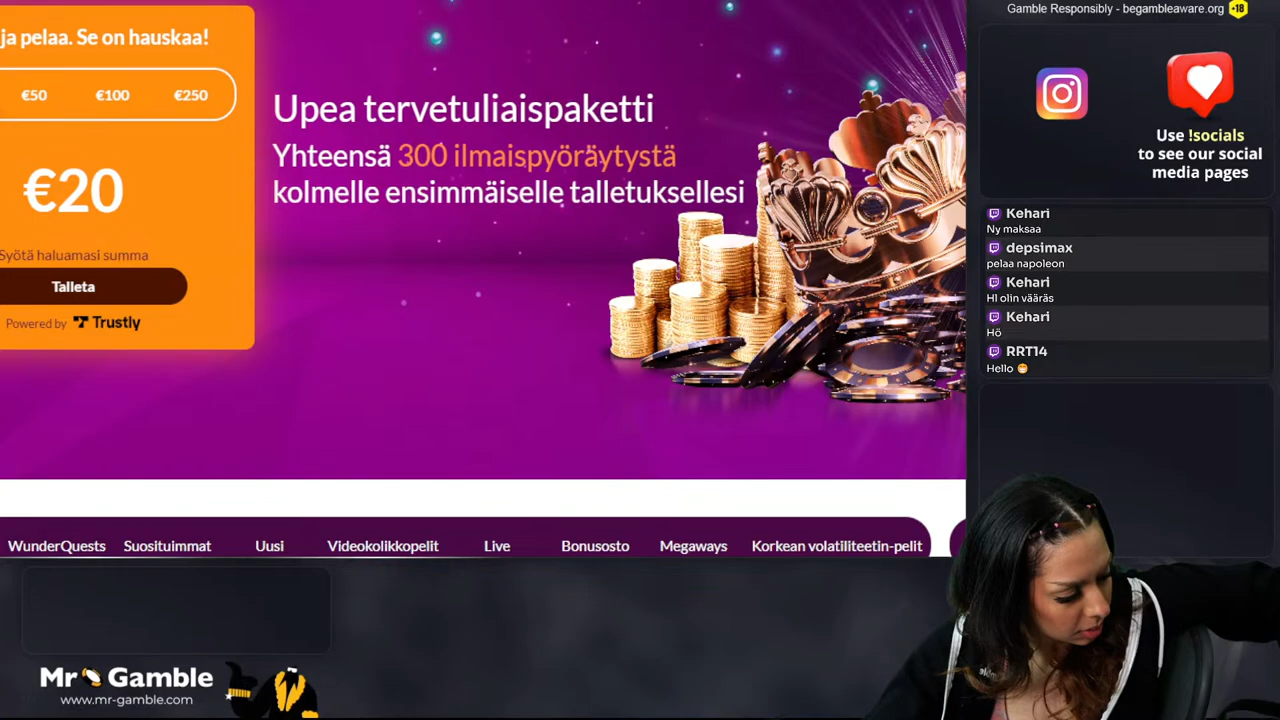 ja pelaa. Se on hauskaa!
€50 €100 €250
€20
Syötä haluamasi summa
Talleta
Powered by Trustly
Upea tervetuliaispaketti
Yhteensä 300 ilmaispyöräytystä
kolmelle ensimmäiselle talletuksellesi
WunderQuests Suosituimmat Uusi Videokolikkopelit Live Bonusosto Megaways Korkean volatiliteetin-pelit
Gamble Responsibly - begambleaware.org +18
Use !socials
to see our social
media pages
Kehari
Ny maksaa
depsimax
pelaa napoleon
Kehari
HI olin vääräs
Kehari
Hö
RRT14
Hello
Mr Gamble
www.mr-gamble.com